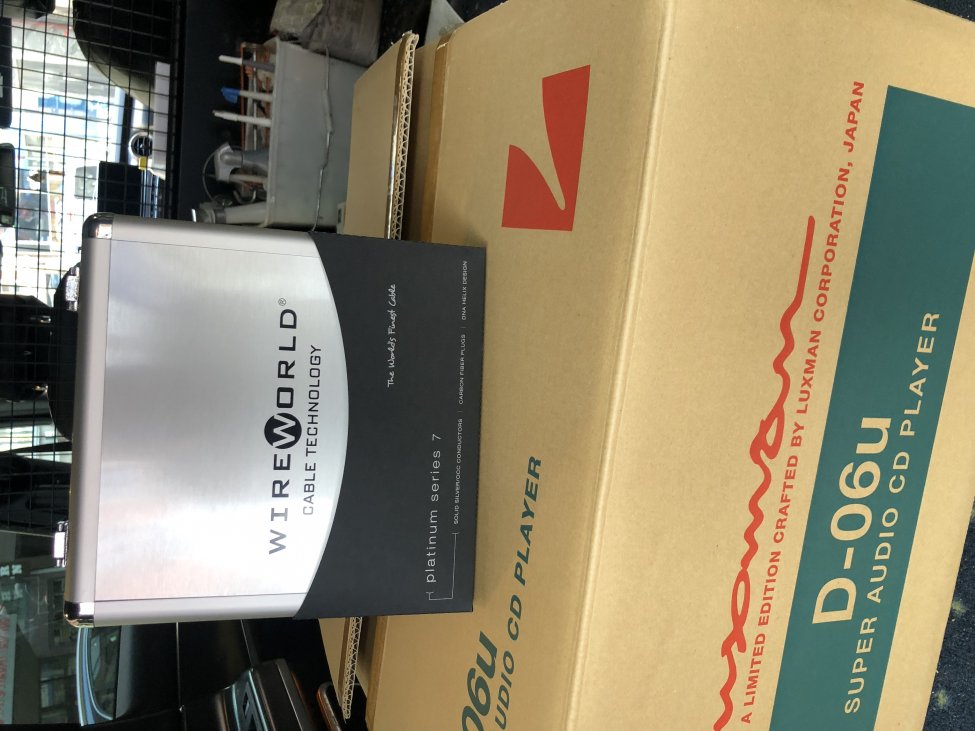 WIREWORLD®
CABLE TECHNOLOGY
The World's Finest Cable
platinum series 7
SOLID SILVER/OCC CONDUCTORS | CARBON FIBER PLUGS | DNA HELIX DESIGN
06u
UDIO CD PLAYER
A LIMITED EDITION CRAFTED BY LUXMAN CORPORATION, JAPAN
D-06u
SUPER AUDIO CD PLAYER